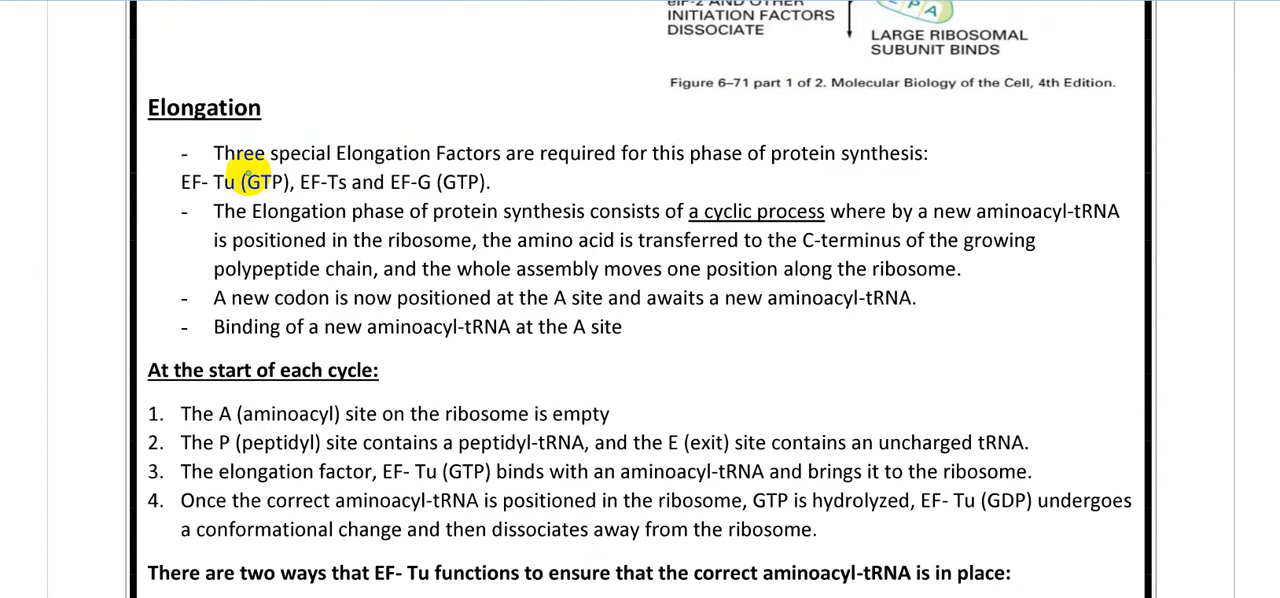 eIF-2 AND OTHER
INITIATION FACTORS
DISSOCIATE
P A
LARGE RIBOSOMAL
SUBUNIT BINDS
Figure 6–71 part 1 of 2. Molecular Biology of the Cell, 4th Edition.
Elongation
- Three special Elongation Factors are required for this phase of protein synthesis:
EF- Tu (GTP), EF-Ts and EF-G (GTP).
- The Elongation phase of protein synthesis consists of a cyclic process where by a new aminoacyl-tRNA
is positioned in the ribosome, the amino acid is transferred to the C-terminus of the growing
polypeptide chain, and the whole assembly moves one position along the ribosome.
- A new codon is now positioned at the A site and awaits a new aminoacyl-tRNA.
- Binding of a new aminoacyl-tRNA at the A site
At the start of each cycle:
1. The A (aminoacyl) site on the ribosome is empty
2. The P (peptidyl) site contains a peptidyl-tRNA, and the E (exit) site contains an uncharged tRNA.
3. The elongation factor, EF- Tu (GTP) binds with an aminoacyl-tRNA and brings it to the ribosome.
4. Once the correct aminoacyl-tRNA is positioned in the ribosome, GTP is hydrolyzed, EF- Tu (GDP) undergoes
a conformational change and then dissociates away from the ribosome.
There are two ways that EF- Tu functions to ensure that the correct aminoacyl-tRNA is in place: